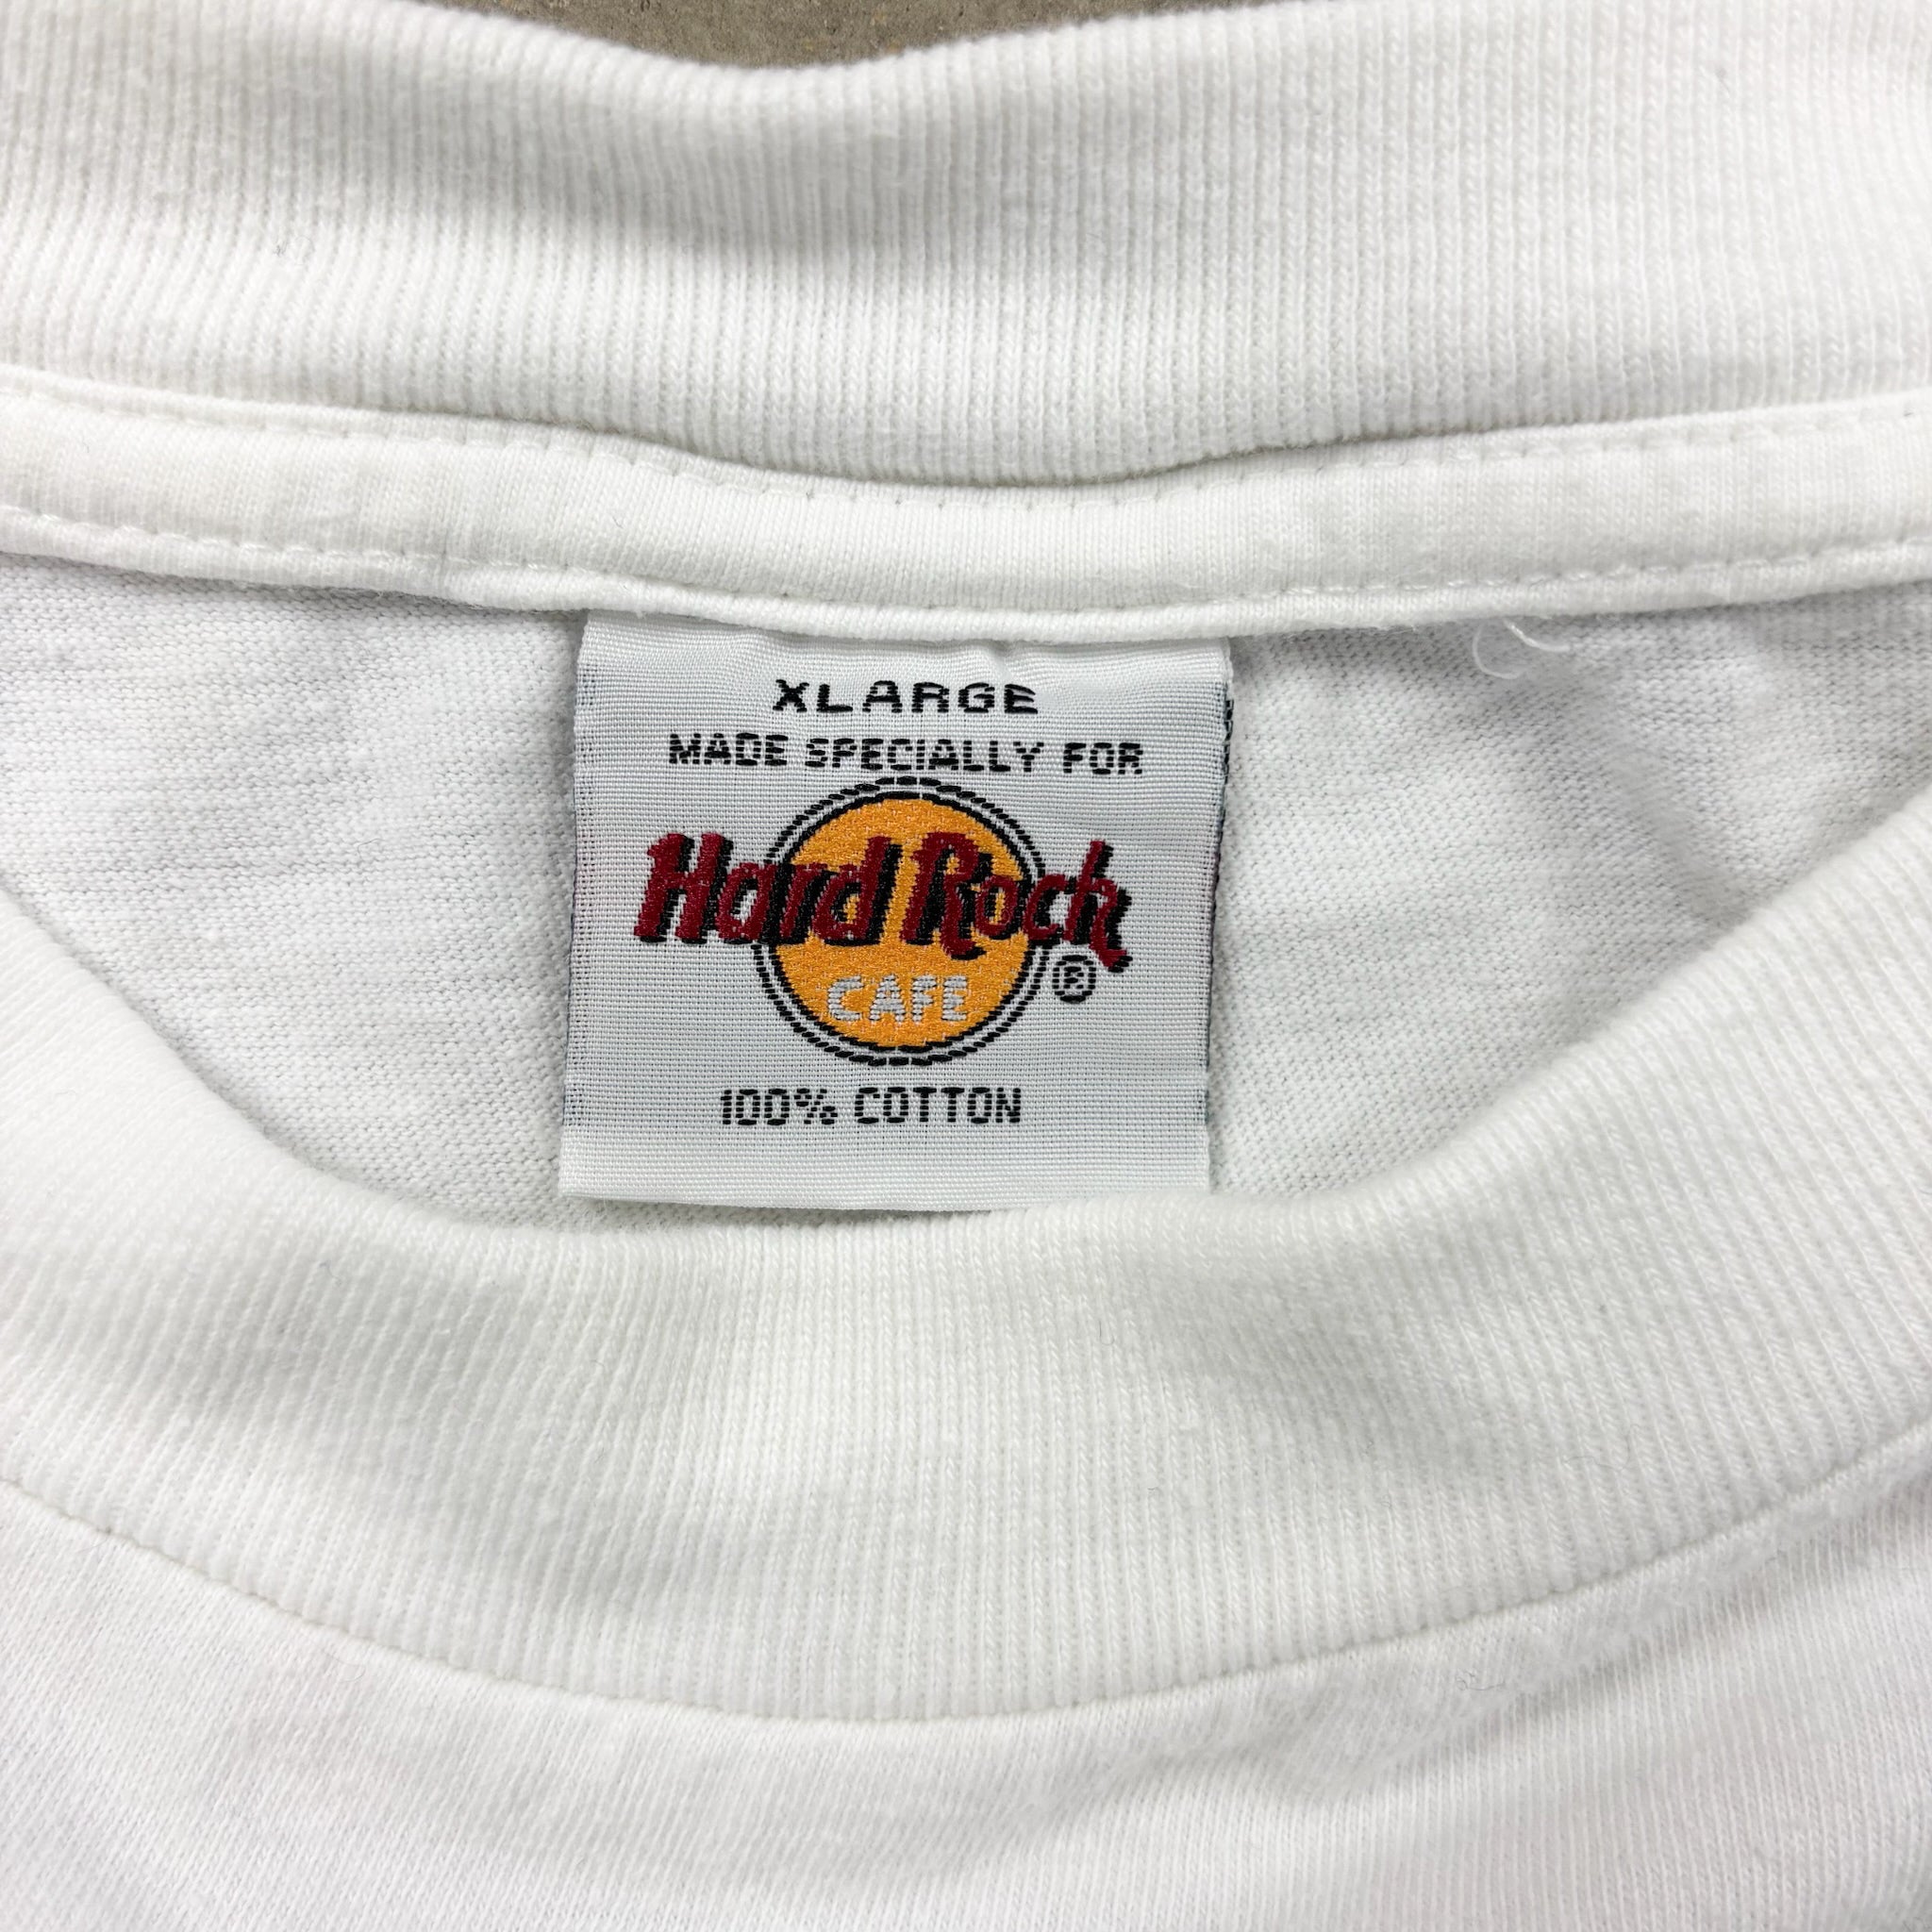 XLARGE
MADE SPECIALLY FOR
Hard Rock
®
CAFE
100% COTTON